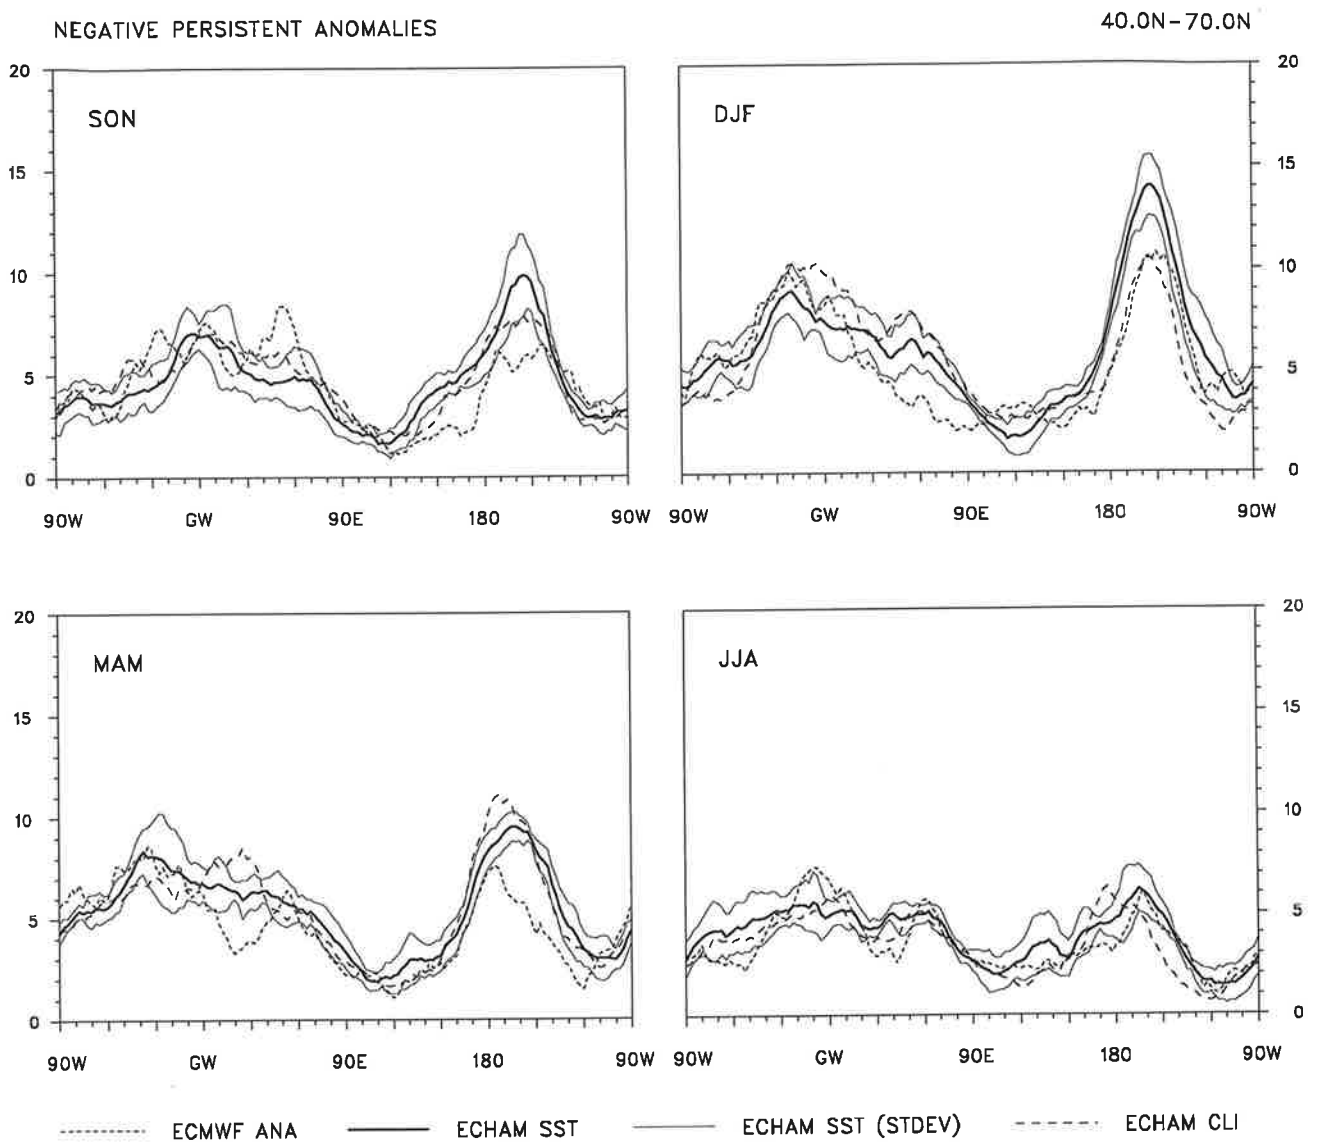 NEGATIVE PERSISTENT ANOMALIES 40.0N-70.0N
20 20
SON DJF
15 15
10 10
5 5
0 0
90W GW 90E 180 90W 90W GW 90E 180 90W
20 20
MAM JJA
15 15
10 10
5 5
0 0
90W GW 90E 180 90W 90W GW 90E 180 90W
ECMWF ANA ECHAM SST ECHAM SST (STDEV) ECHAM CLI